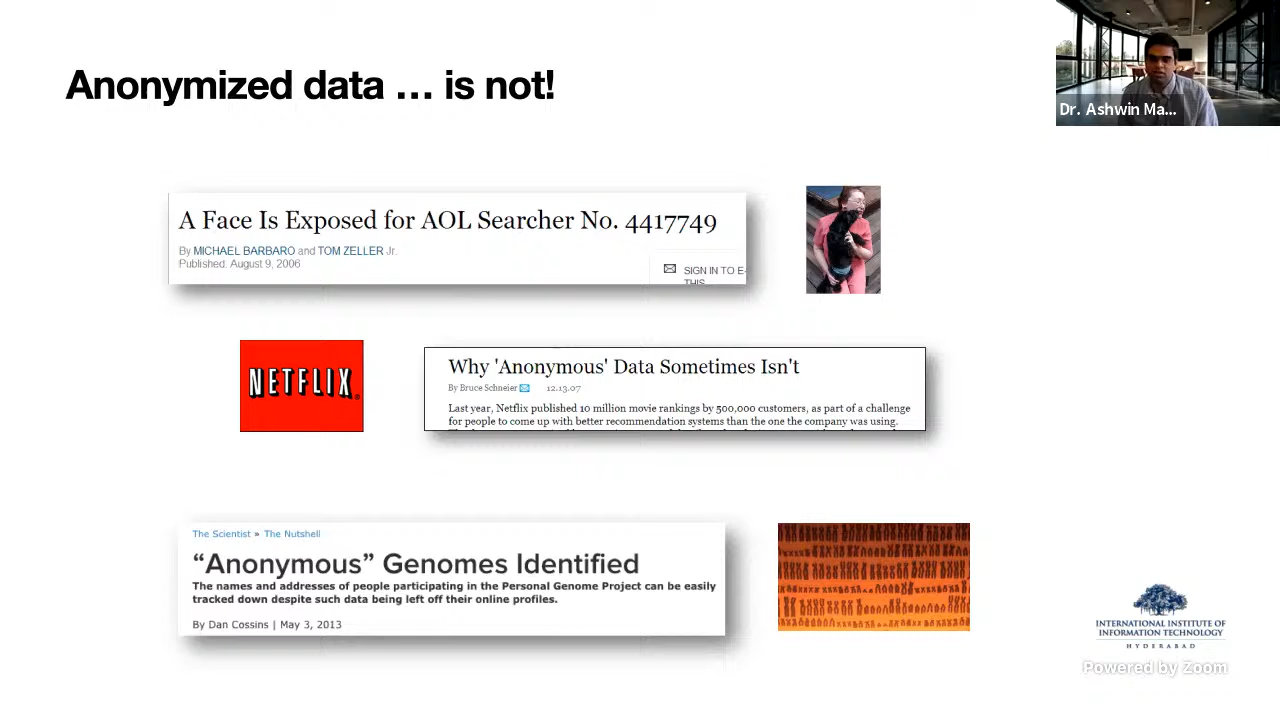 Anonymized data … is not!
Dr. Ashwin Ma...
A Face Is Exposed for AOL Searcher No. 4417749
By MICHAEL BARBARO and TOM ZELLER Jr.
Published: August 9, 2006
SIGN IN TO E-
THIS
NETFLIX
Why 'Anonymous' Data Sometimes Isn't
By Bruce Schneier 12.13.07
Last year, Netflix published 10 million movie rankings by 500,000 customers, as part of a challenge
for people to come up with better recommendation systems than the one the company was using.
The Scientist » The Nutshell
“Anonymous” Genomes Identified
The names and addresses of people participating in the Personal Genome Project can be easily
tracked down despite such data being left off their online profiles.
By Dan Cossins | May 3, 2013
INTERNATIONAL INSTITUTE OF
INFORMATION TECHNOLOGY
HYDERABAD
Powered by Zoom